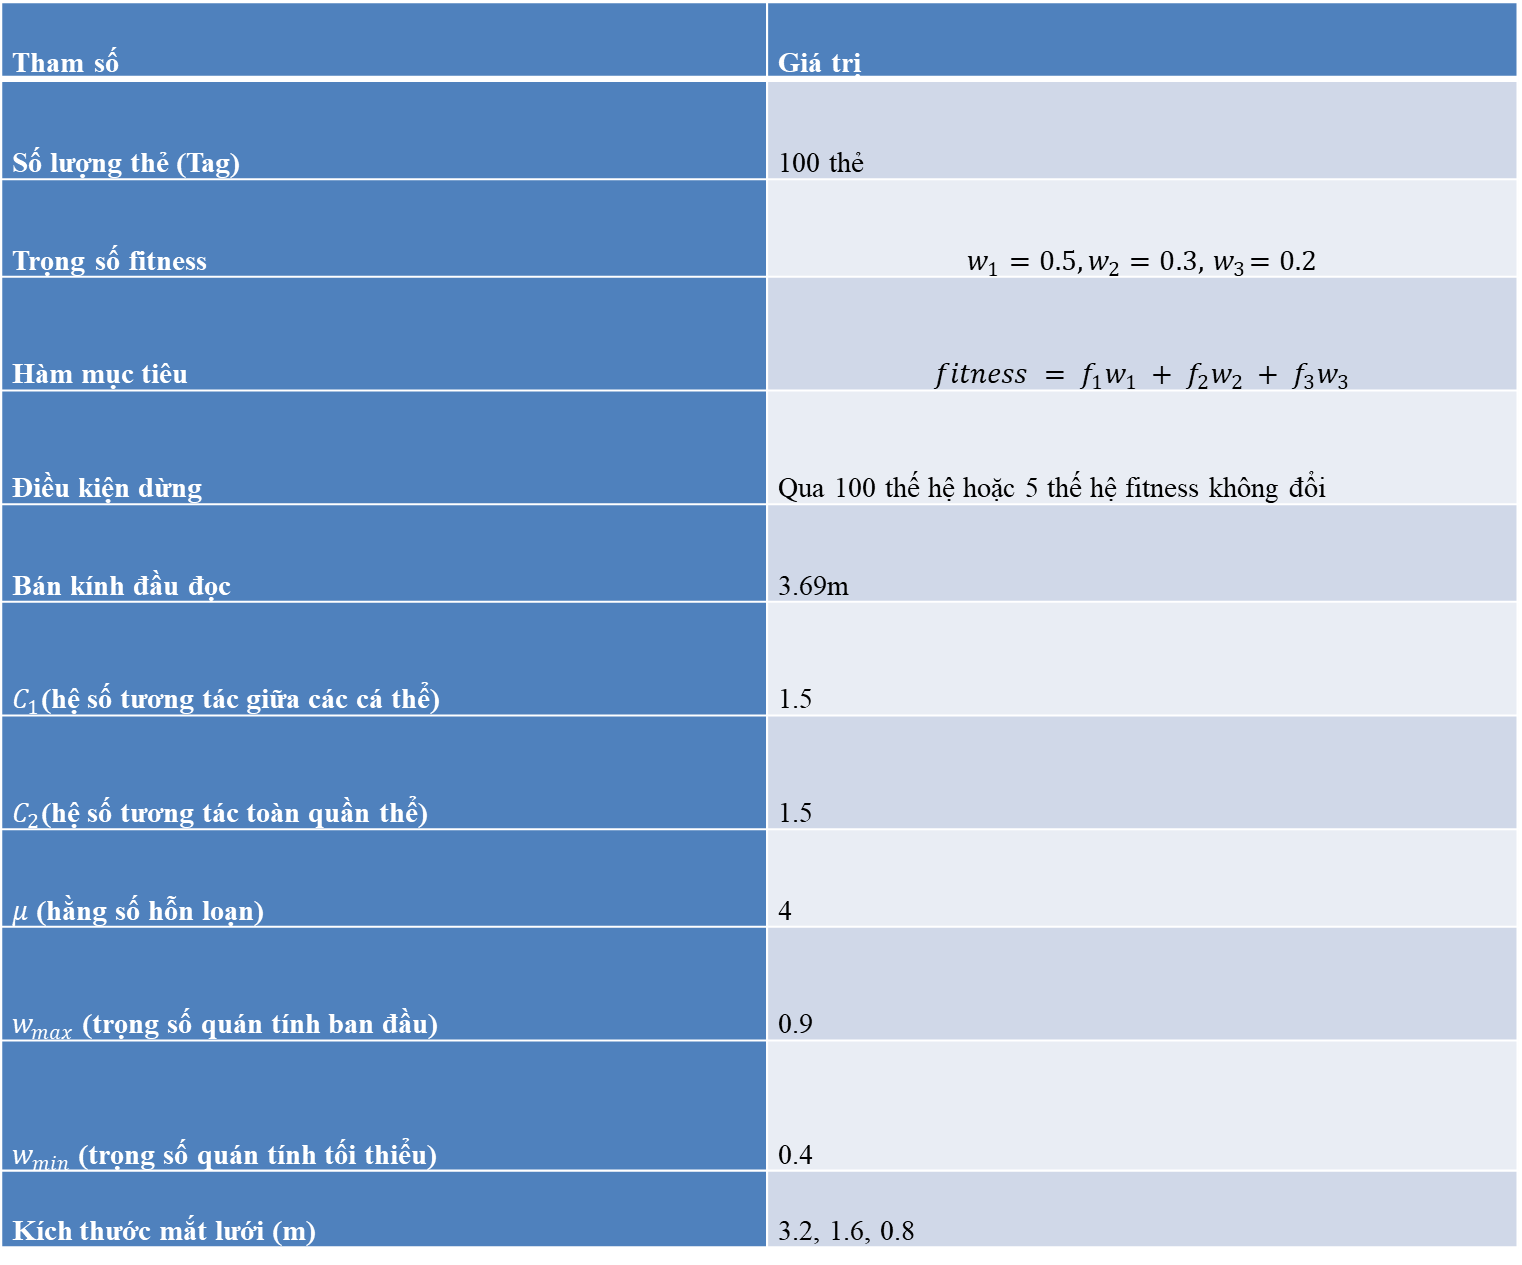 Tham số
Giá trị
Số lượng thẻ (Tag)
100 thẻ
Trọng số fitness
w₁ = 0.5, w₂ = 0.3, w₃ = 0.2
Hàm mục tiêu
fitness = f₁w₁ + f₂w₂ + f₃w₃
Điều kiện dừng
Qua 100 thế hệ hoặc 5 thế hệ fitness không đổi
Bán kính đầu đọc
3.69m
C₁ (hệ số tương tác giữa các cá thể)
1.5
C₂ (hệ số tương tác toàn quần thể)
1.5
μ (hằng số hỗn loạn)
4
wmax (trọng số quán tính ban đầu)
0.9
wmin (trọng số quán tính tối thiểu)
0.4
Kích thước mắt lưới (m)
3.2, 1.6, 0.8